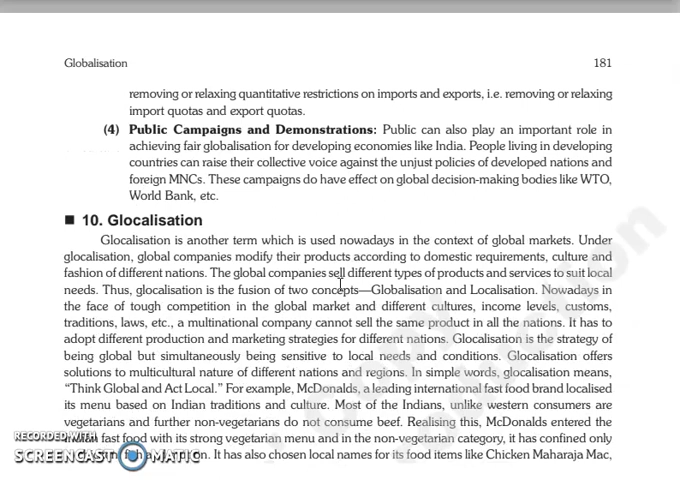 Globalisation 181
removing or relaxing quantitative restrictions on imports and exports, i.e. removing or relaxing
import quotas and export quotas.
(4) Public Campaigns and Demonstrations: Public can also play an important role in
achieving fair globalisation for developing economies like India. People living in developing
countries can raise their collective voice against the unjust policies of developed nations and
foreign MNCs. These campaigns do have effect on global decision-making bodies like WTO,
World Bank, etc.
■ 10. Glocalisation
Glocalisation is another term which is used nowadays in the context of global markets. Under
glocalisation, global companies modify their products according to domestic requirements, culture and
fashion of different nations. The global companies sell different types of products and services to suit local
needs. Thus, glocalisation is the fusion of two concepts—Globalisation and Localisation. Nowadays in
the face of tough competition in the global market and different cultures, income levels, customs,
traditions, laws, etc., a multinational company cannot sell the same product in all the nations. It has to
adopt different production and marketing strategies for different nations. Glocalisation is the strategy of
being global but simultaneously being sensitive to local needs and conditions. Glocalisation offers
solutions to multicultural nature of different nations and regions. In simple words, glocalisation means,
“Think Global and Act Local.” For example, McDonalds, a leading international fast food brand localised
its menu based on Indian traditions and culture. Most of the Indians, unlike western consumers are
vegetarians and further non-vegetarians do not consume beef. Realising this, McDonalds entered the
fast food with its strong vegetarian menu and in the non-vegetarian category, it has confined only
It has also chosen local names for its food items like Chicken Maharaja Mac,
RECORDED WITH
SCREENCAST MATIC